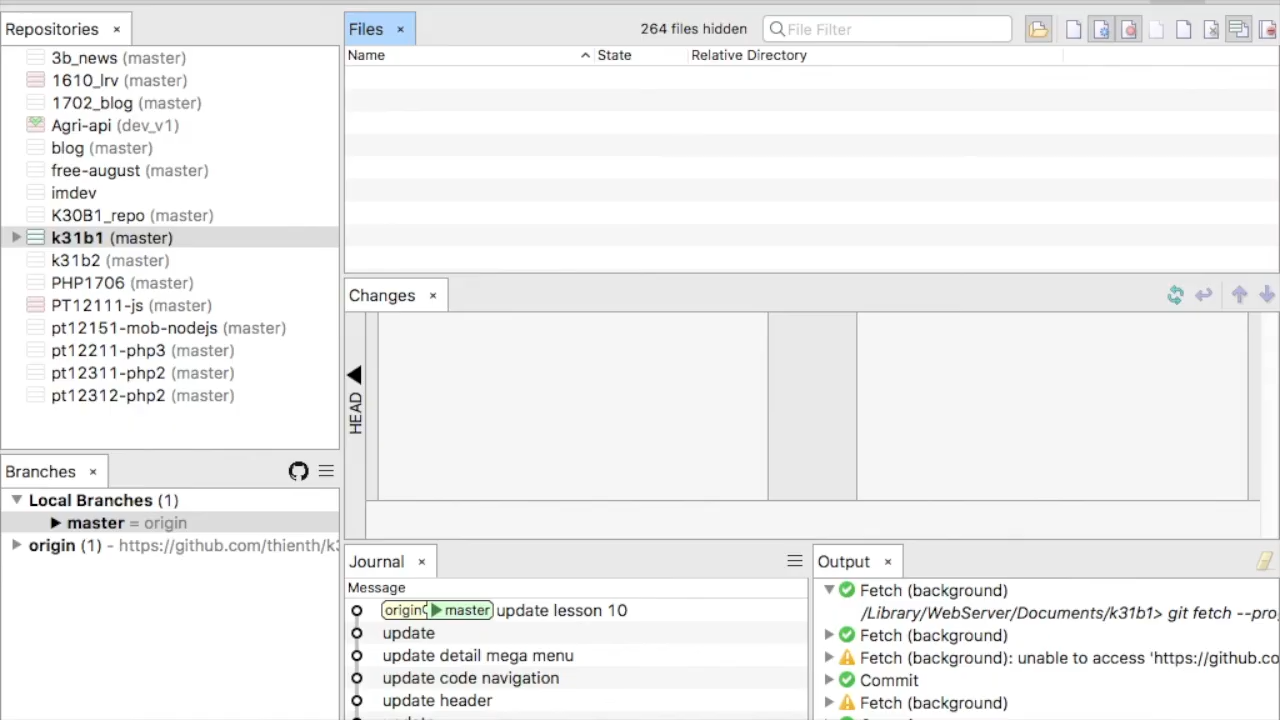 Repositories ×
3b_news (master)
1610_lrv (master)
1702_blog (master)
Agri-api (dev_v1)
blog (master)
free-august (master)
imdev
K30B1_repo (master)
k31b1 (master)
k31b2 (master)
PHP1706 (master)
PT12111-js (master)
pt12151-mob-nodejs (master)
pt12211-php3 (master)
pt12311-php2 (master)
pt12312-php2 (master)
Branches ×
Local Branches (1)
master = origin
origin (1) - https://github.com/thienth/k3
Files ×
264 files hidden
File Filter
Name
State
Relative Directory
Changes ×
HEAD
Journal ×
Message
origin master update lesson 10
update
update detail mega menu
update code navigation
update header
Output ×
Fetch (background)
/Library/WebServer/Documents/k31b1> git fetch --pro
Fetch (background)
Fetch (background): unable to access 'https://github.co
Commit
Fetch (background)